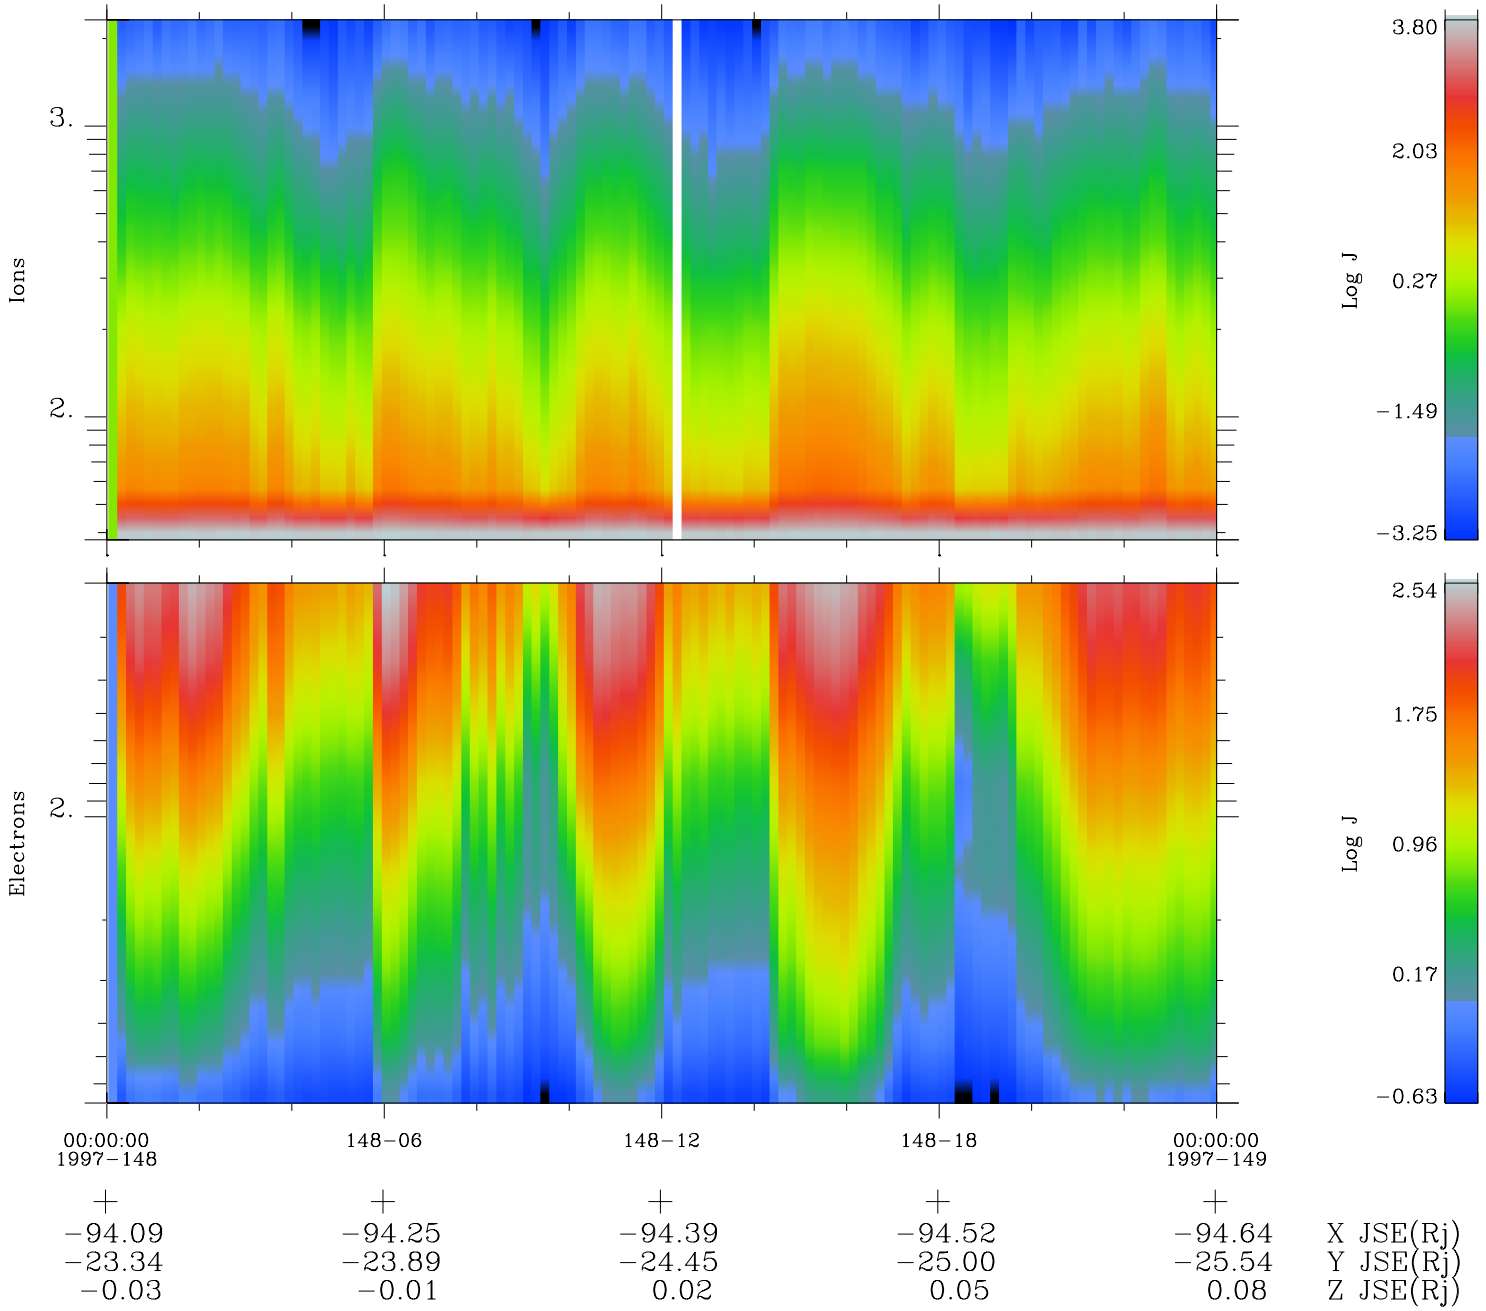 3.
2.
Ions
3.80
2.03
0.27
−1.49
−3.25
Log J
2.
Electrons
2.54
1.75
0.96
0.17
−0.63
Log J
00:00:00 148−06 148−12 148−18 00:00:00
1997−148 1997−149
−94.09 −94.25 −94.39 −94.52 −94.64 X JSE(Rj)
−23.34 −23.89 −24.45 −25.00 −25.54 Y JSE(Rj)
−0.03 −0.01 0.02 0.05 0.08 Z JSE(Rj)